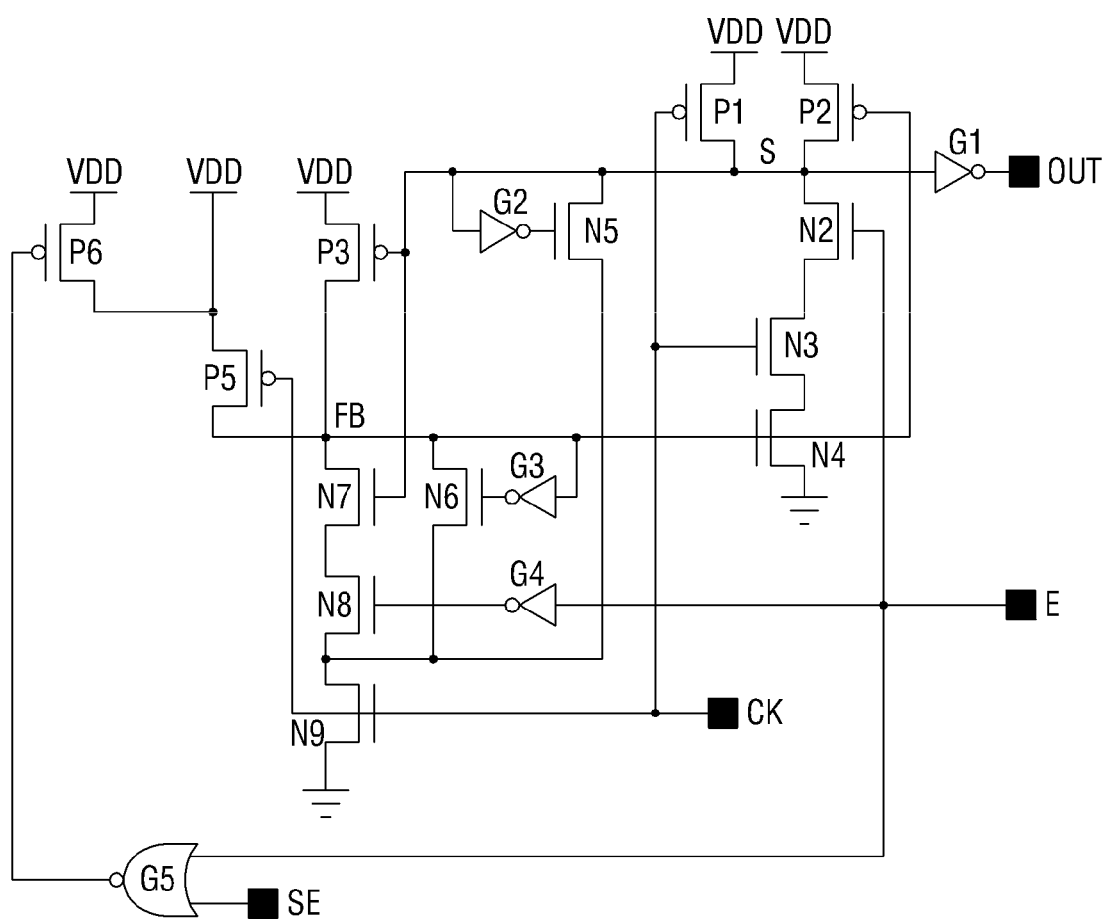 VDD VDD
P1 P2
S G1
OUT
VDD VDD VDD
G2
P6 P3 N5 N2
N3
P5
FB
G3
N7 N6 N4
G4
N8
E
N9 CK
G5
SE